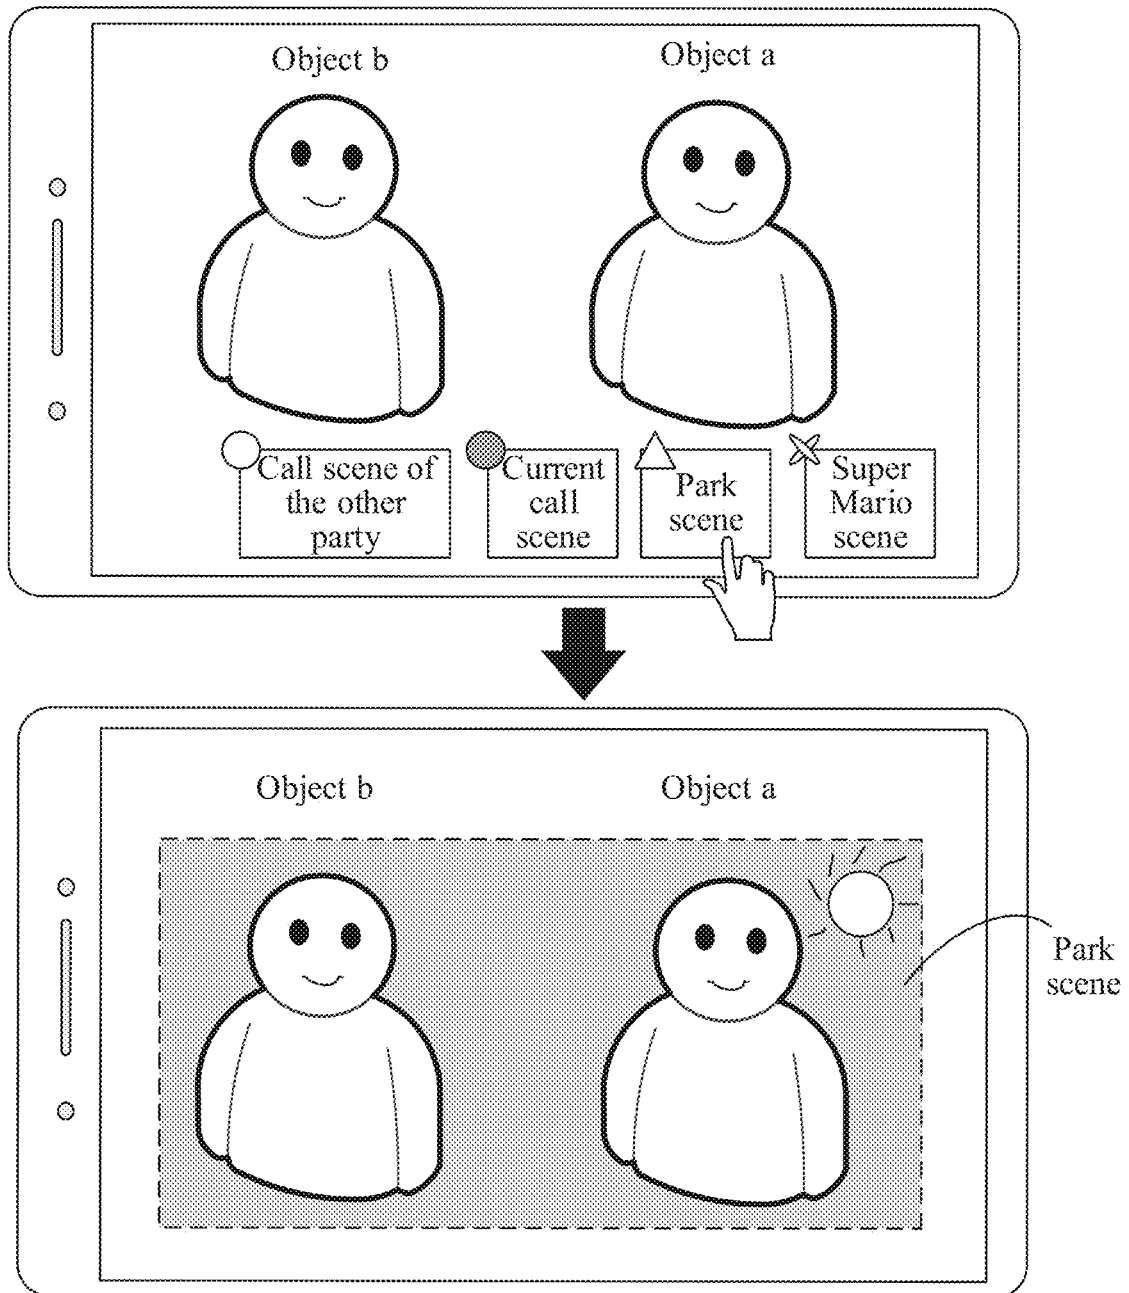 Object b
Object a
Call scene of
the other
party
Current
call
scene
Park
scene
Super
Mario
scene
Object b
Object a
Park
scene